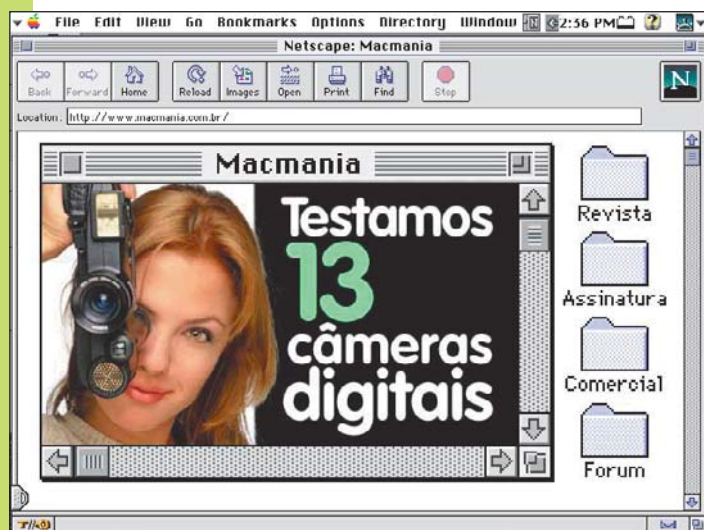 File Edit View Go Bookmarks Options Directory Window 2:36 PM
Netscape: Macmania
Back Forward Home Reload Images Open Print Find Stop
N
Location: http://www.macmania.com.br/
Macmania
Testamos
13
câmeras
digitais
Revista
Assinatura
Comercial
Forum